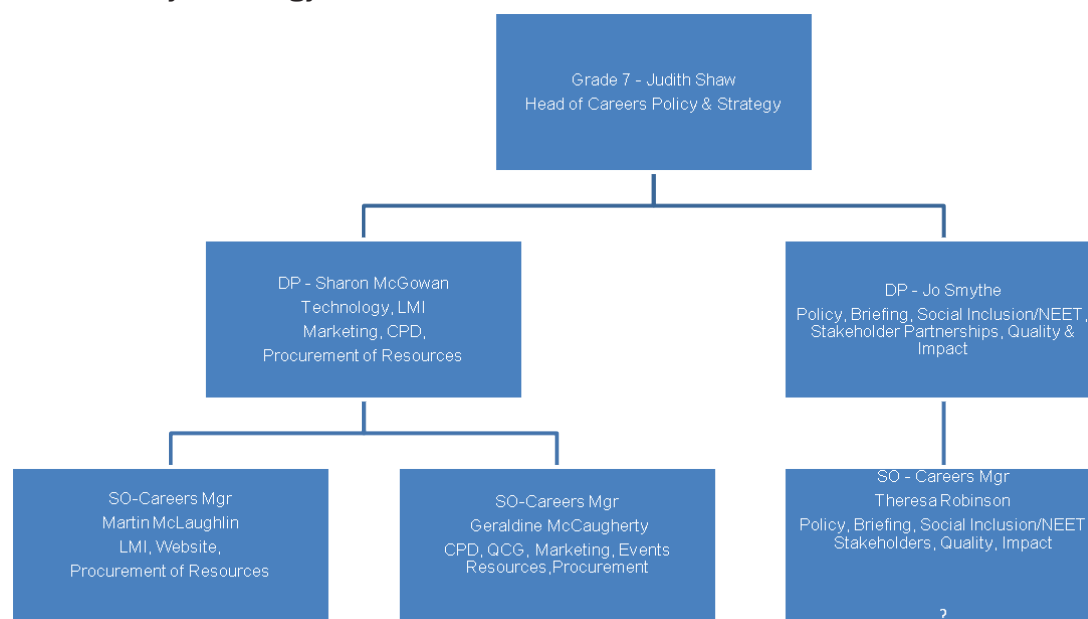 Grade 7 - Judith Shaw
Head of Careers Policy & Strategy
DP - Sharon McGowan
Technology, LMI
Marketing, CPD,
Procurement of Resources
DP - Jo Smythe
Policy, Briefing, Social Inclusion/NEET,
Stakeholder Partnerships, Quality &
Impact
SO-Careers Mgr
Martin McLaughlin
LMI, Website,
Procurement of Resources
SO-Careers Mgr
Geraldine McCaugherty
CPD, QCG, Marketing, Events
Resources,Procurement
SO - Careers Mgr
Theresa Robinson
Policy, Briefing, Social Inclusion/NEET
Stakeholders, Quality, Impact
?